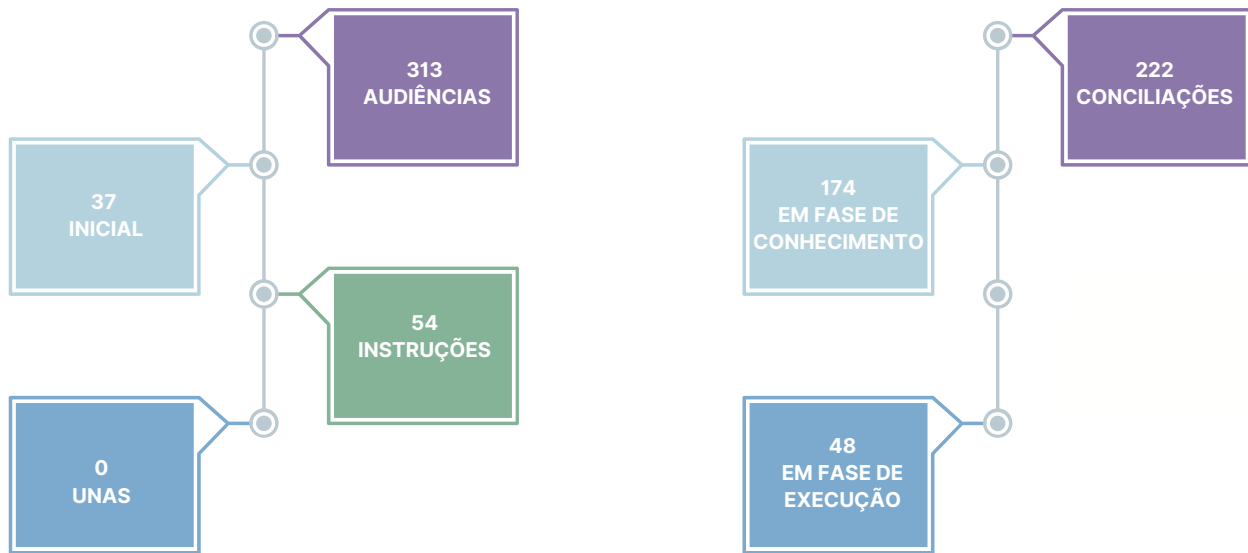 313
AUDIÊNCIAS
37
INICIAL
54
INSTRUÇÕES
0
UNAS
222
CONCILIAÇÕES
174
EM FASE DE
CONHECIMENTO
48
EM FASE DE
EXECUÇÃO